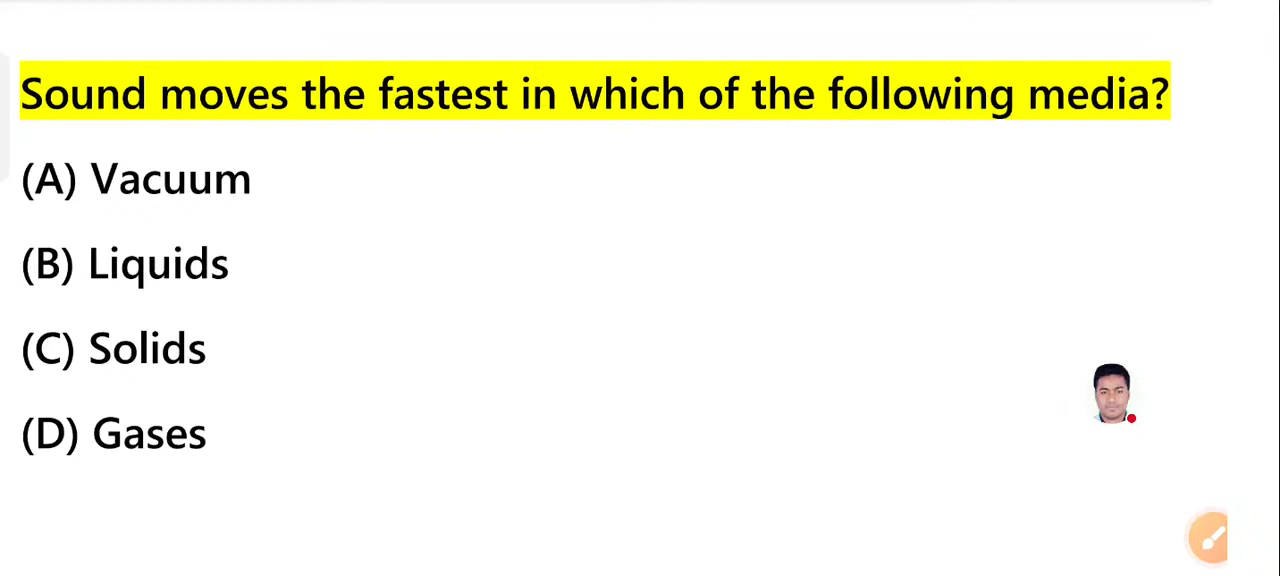 Sound moves the fastest in which of the following media?
(A) Vacuum
(B) Liquids
(C) Solids
(D) Gases